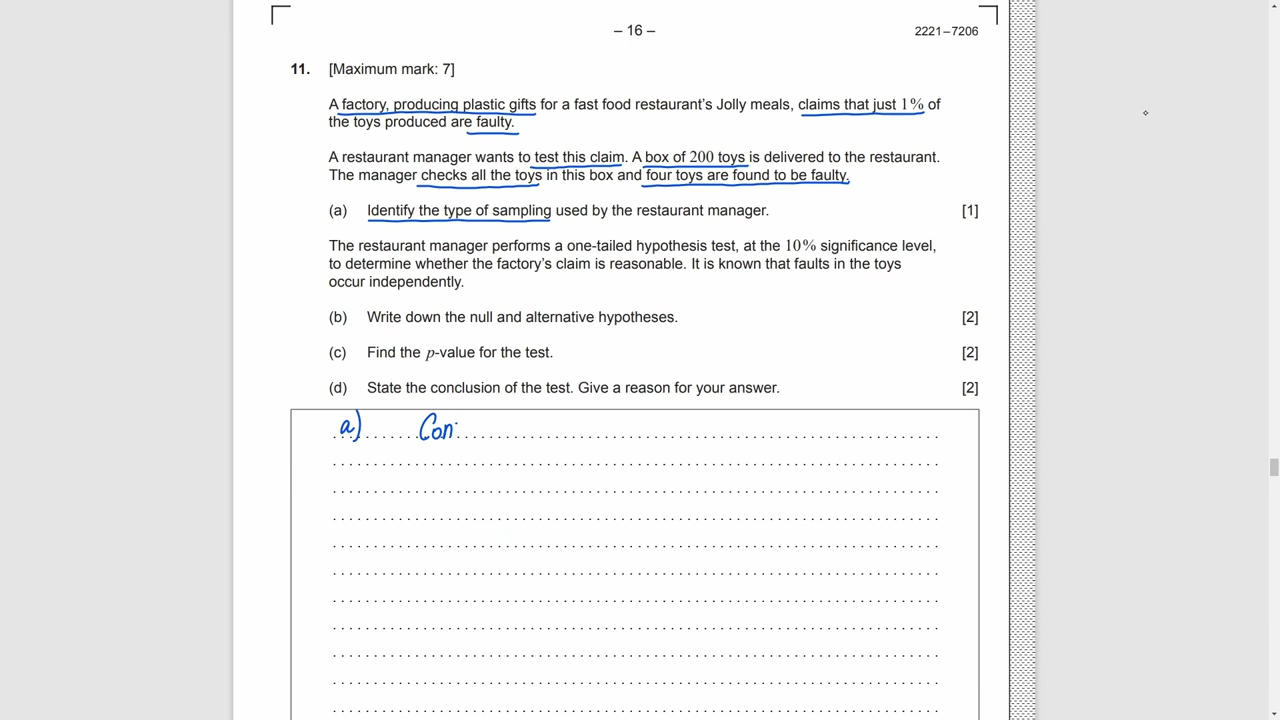 – 16 –
2221–7206
11. [Maximum mark: 7]
A factory, producing plastic gifts for a fast food restaurant's Jolly meals, claims that just 1% of
the toys produced are faulty.
A restaurant manager wants to test this claim. A box of 200 toys is delivered to the restaurant.
The manager checks all the toys in this box and four toys are found to be faulty.
(a) Identify the type of sampling used by the restaurant manager. [1]
The restaurant manager performs a one-tailed hypothesis test, at the 10% significance level,
to determine whether the factory's claim is reasonable. It is known that faults in the toys
occur independently.
(b) Write down the null and alternative hypotheses. [2]
(c) Find the p-value for the test. [2]
(d) State the conclusion of the test. Give a reason for your answer. [2]
a) Con